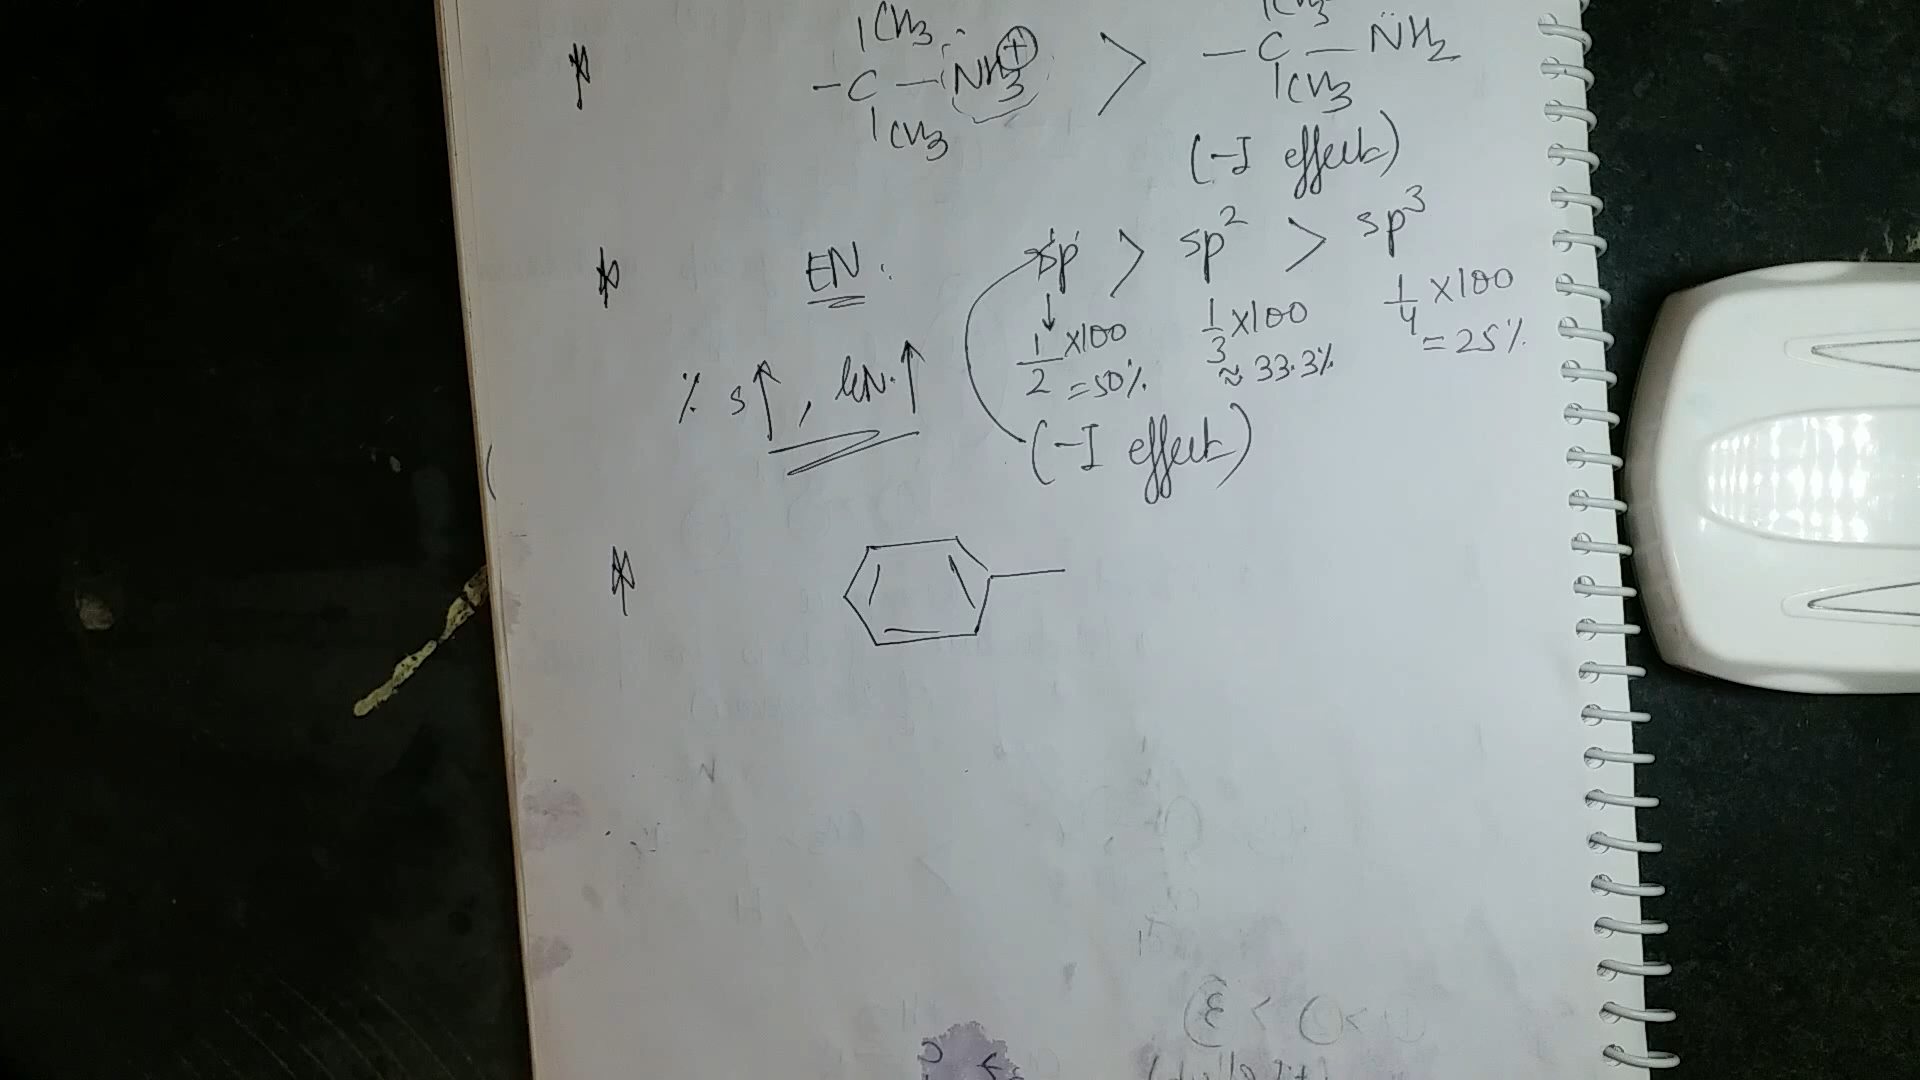 CH3 CH3
-C-NH3⊕ > -C-N̈H2
CH3 CH3
(-I effect)
EN: sp > sp² > sp³
1/2 ×100 = 50% 1/3 ×100 ≈ 33.3% 1/4 ×100 = 25%
% s↑, EN.↑
(-I effect)